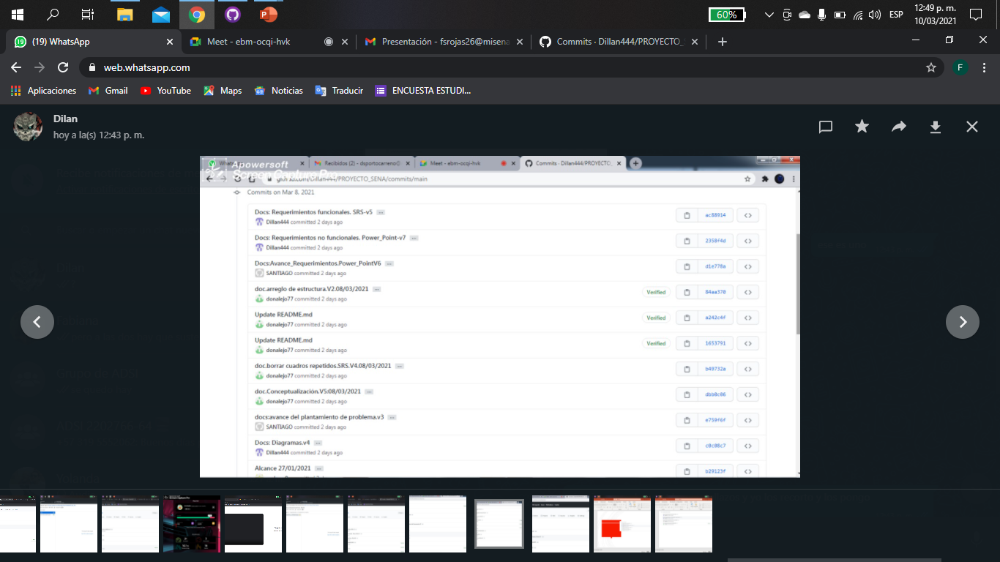 60%
ESP
12:49 p. m.
10/03/2021
(19) WhatsApp
Meet - ebm-ocqi-hvk
Presentación - fsrojas26@misena
Commits · Dillan444/PROYECTO_
web.whatsapp.com
F
Aplicaciones
Gmail
YouTube
Maps
Noticias
Traducir
ENCUESTA ESTUDI...
Dilan
hoy a la(s) 12:43 p. m.
Apowersoft
Screen Capture Pro
Recibidos (2) - dsportocarreno
Meet - ebm-ocqi-hvk
Commits · Dillan444/PROYECTO_
github.com/Dillan444/PROYECTO_SENA/commits/main
Commits on Mar 8, 2021
Docs: Requerimientos funcionales. SRS-v5
Dillan444 committed 2 days ago
ac88914
Docs: Requerimientos no funcionales. Power_Point-v7
Dillan444 committed 2 days ago
2358f4d
Docs:Avance_Requerimientos.Power_PointV6
SANTIAGO committed 2 days ago
d1e778a
doc.arreglo de estructura.V2.08/03/2021
donalejo77 committed 2 days ago
Verified
84aa370
Update README.md
donalejo77 committed 2 days ago
Verified
a242c4f
Update README.md
donalejo77 committed 2 days ago
Verified
1653791
doc.borrar cuadros repetidos.SRS.V4.08/03/2021
donalejo77 committed 2 days ago
b49732a
doc.Conceptualización.V5:08/03/2021
donalejo77 committed 2 days ago
dbb0c06
docs:avance del plantamiento de problema.v3
SANTIAGO committed 2 days ago
e759f6f
Docs: Diagramas.v4
Dillan444 committed 2 days ago
c0c08c7
Alcance 27/01/2021
b29123f